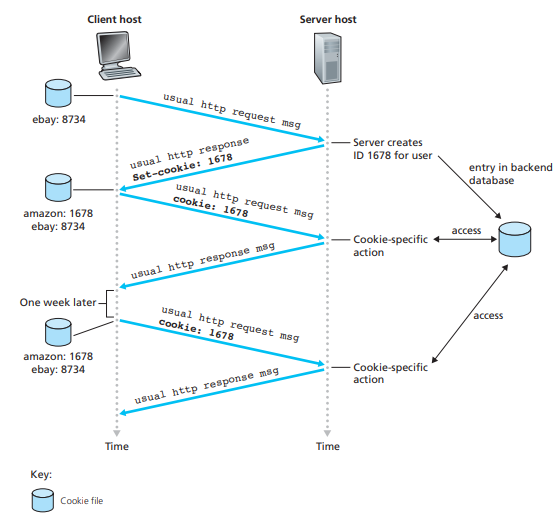 Client host
Server host
ebay: 8734
usual http request msg
Server creates
ID 1678 for user
usual http response
Set-cookie: 1678
entry in backend
database
amazon: 1678
ebay: 8734
usual http request msg
cookie: 1678
access
Cookie-specific
action
usual http response msg
One week later
access
amazon: 1678
ebay: 8734
usual http request msg
cookie: 1678
Cookie-specific
action
usual http response msg
Time
Time
Key:
Cookie file